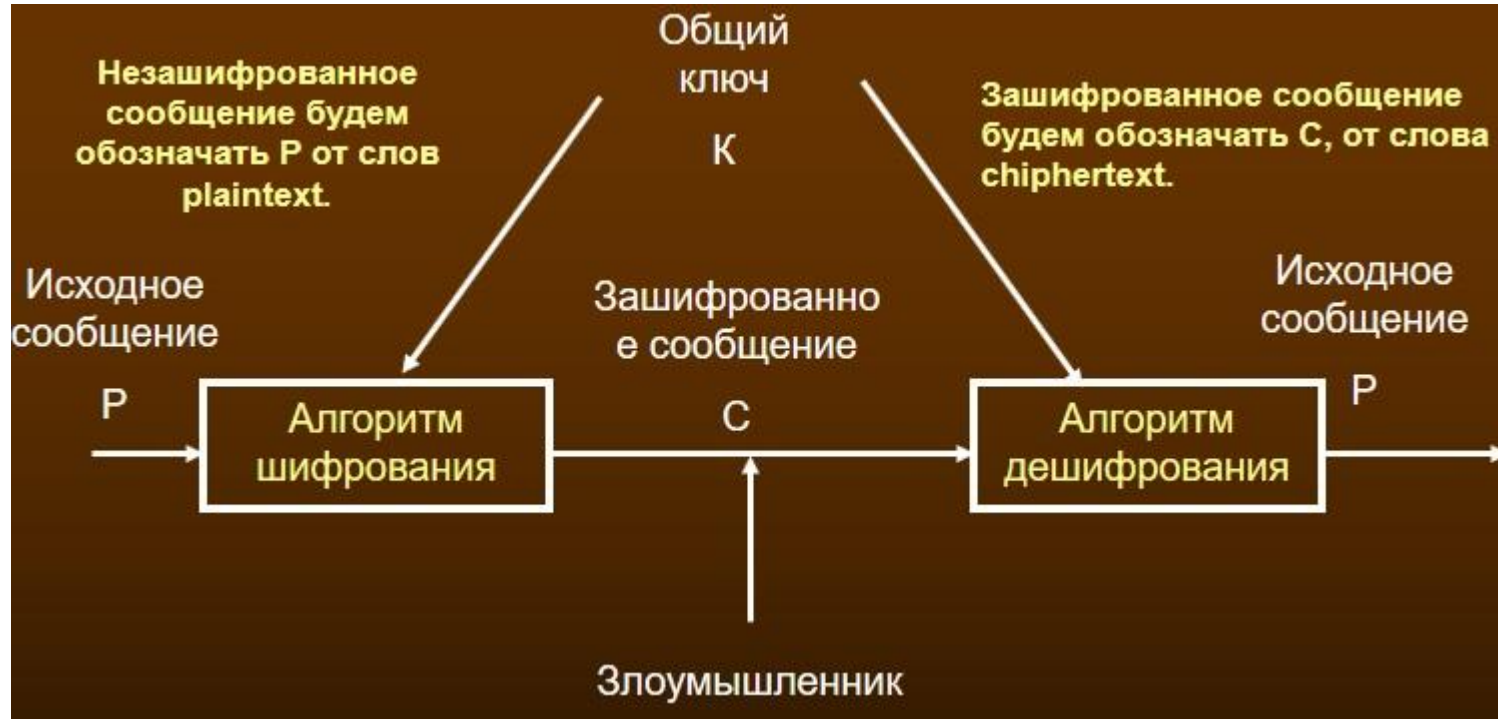 Общий
ключ
К
Незашифрованное
сообщение будем
обозначать Р от слов
plaintext.
Зашифрованное сообщение
будем обозначать С, от слова
chiphertext.
Исходное
сообщение
Р
Зашифрованно
е сообщение
С
Исходное
сообщение
Р
Алгоритм
шифрования
Алгоритм
дешифрования
Злоумышленник